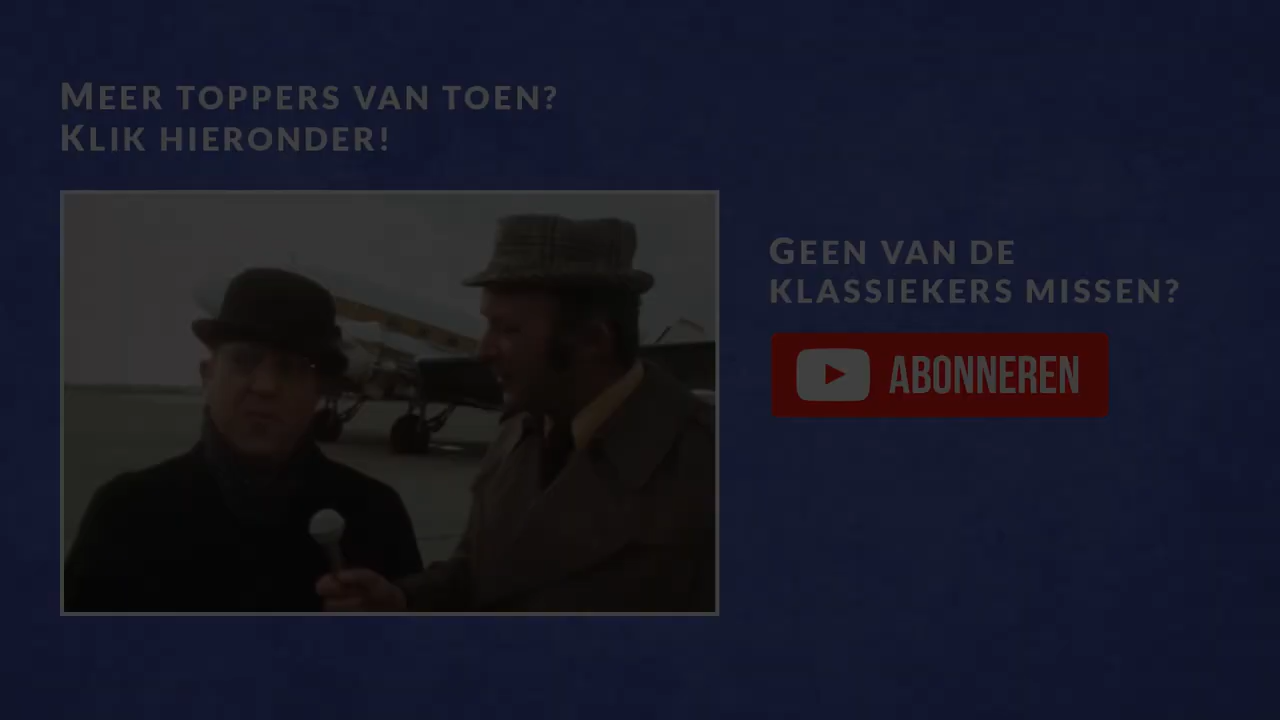 MEER TOPPERS VAN TOEN?
KLIK HIERONDER!
GEEN VAN DE
KLASSIEKERS MISSEN?
ABONNEREN